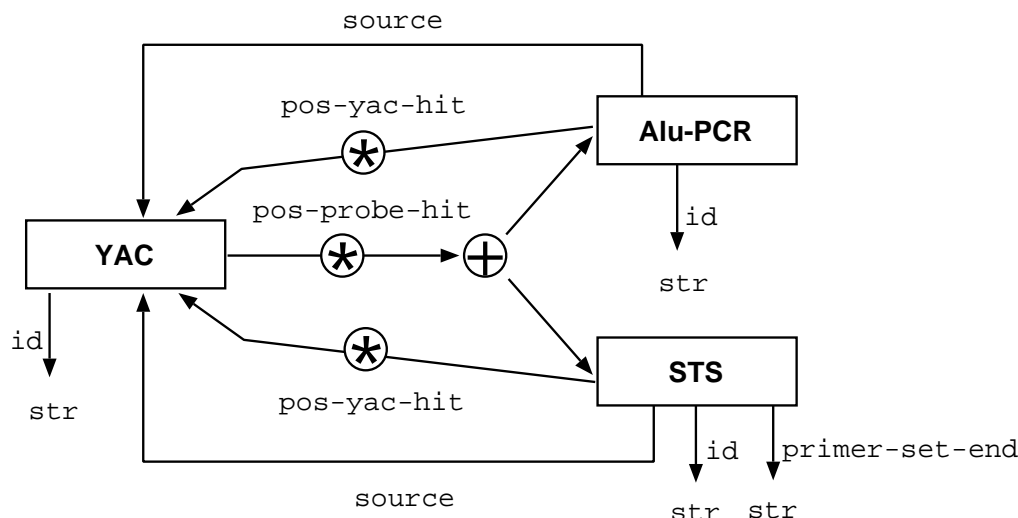 source
pos-yac-hit
Alu-PCR
pos-probe-hit
id
YAC
str
id
STS
str
pos-yac-hit
id
primer-set-end
source
str
str